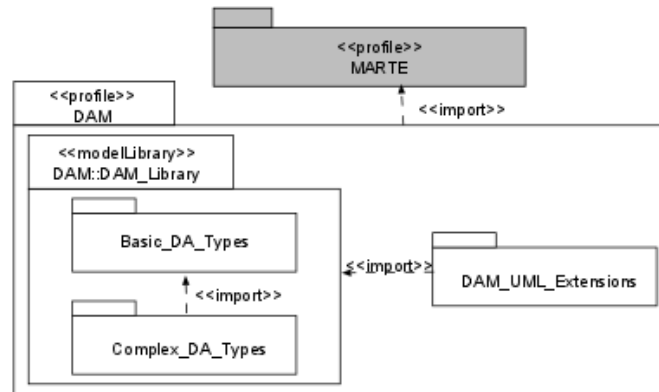 <<profile>>
MARTE
<<profile>>
DAM
<<import>>
<<modelLibrary>>
DAM::DAM_Library
Basic_DA_Types
<<import>>
DAM_UML_Extensions
<<import>>
Complex_DA_Types